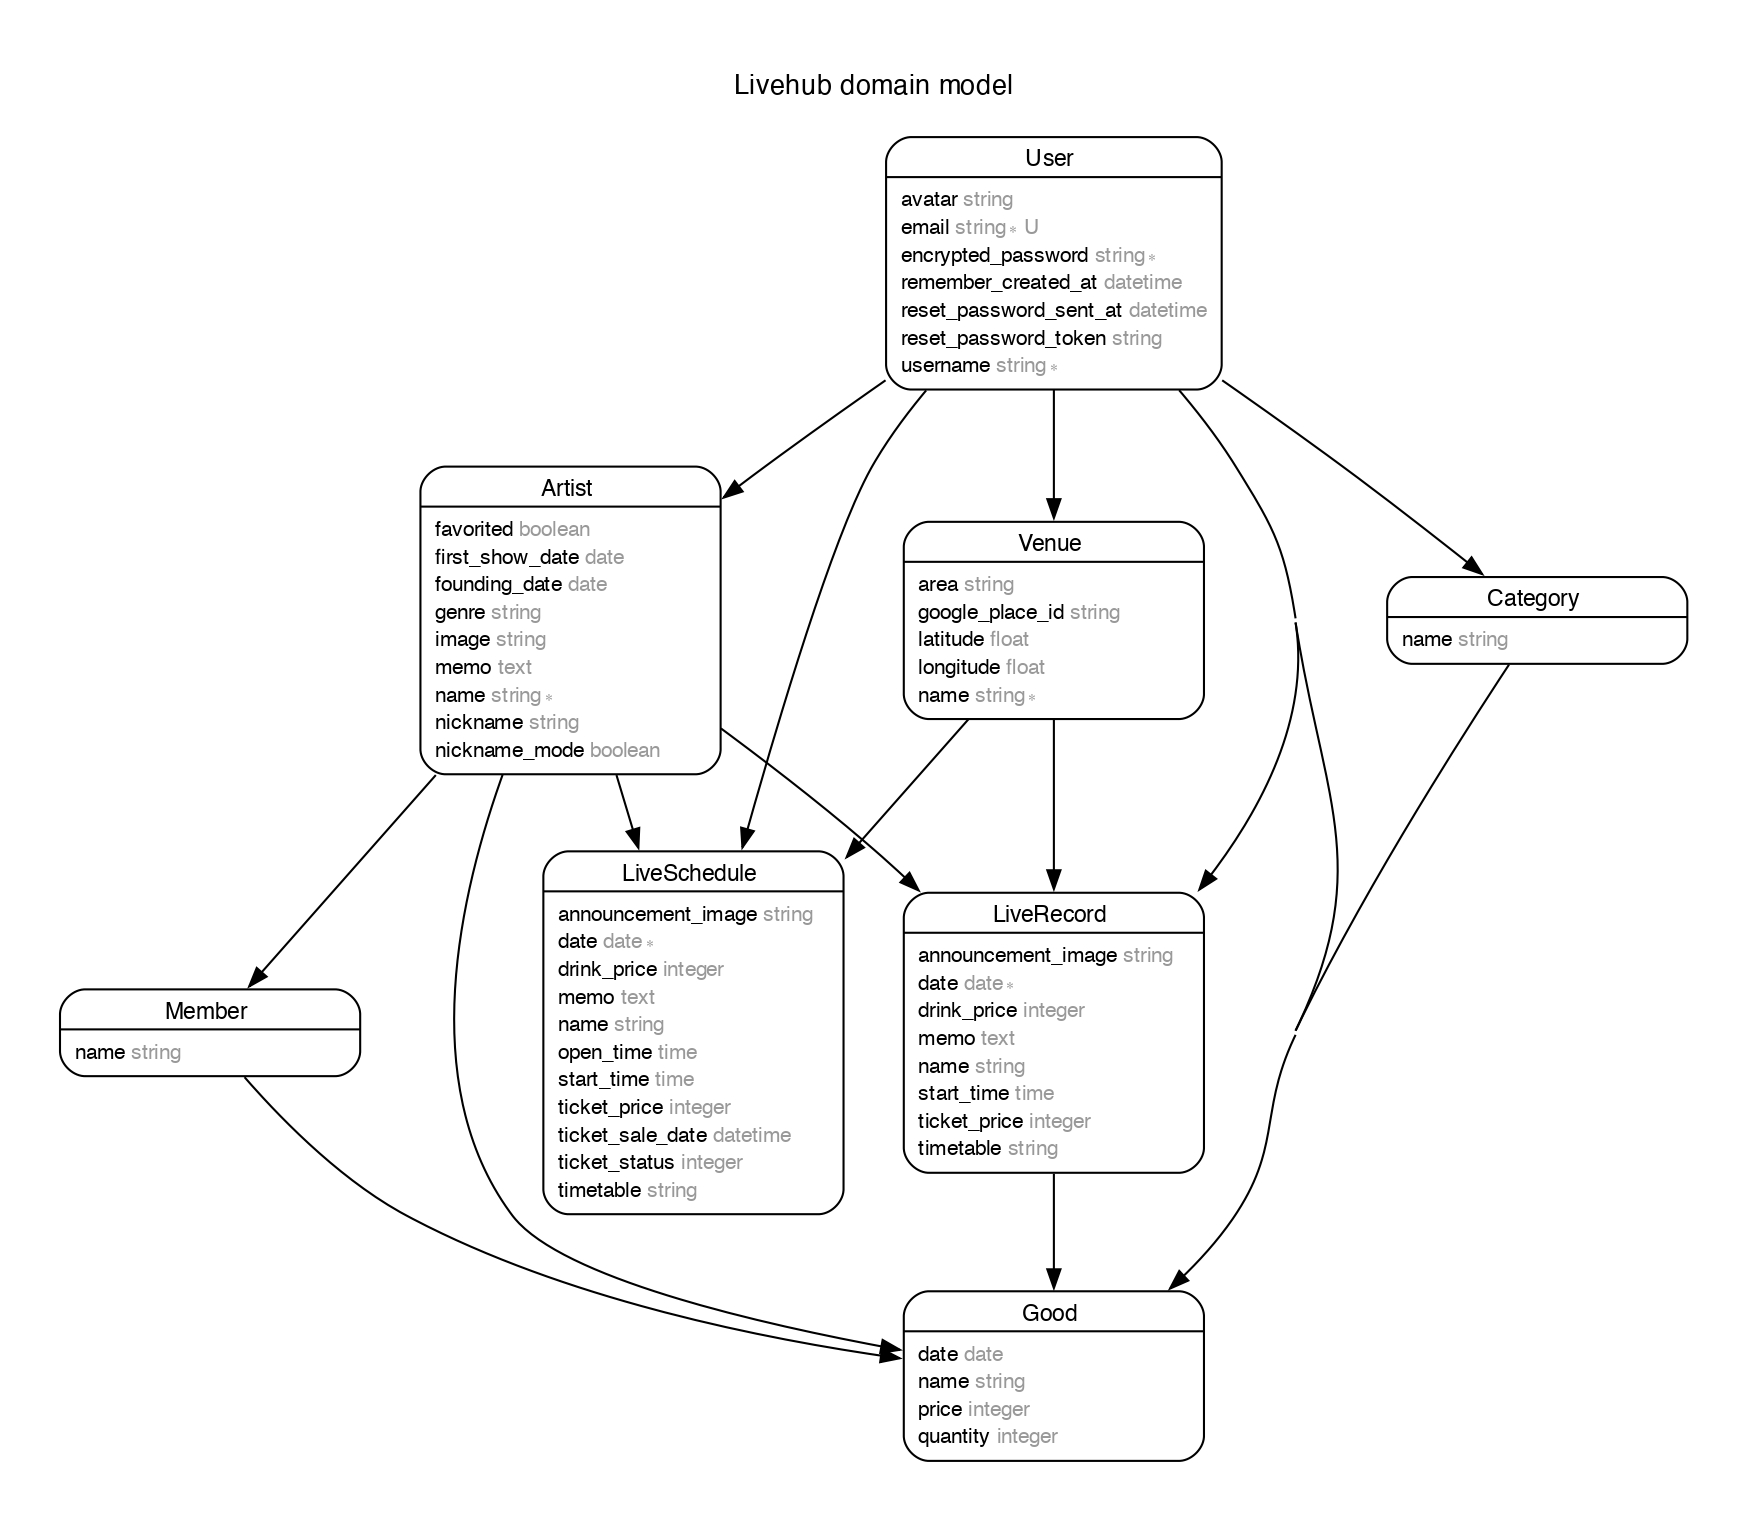 Livehub domain model
User
avatar string
email string∗ U
encrypted_password string∗
remember_created_at datetime
reset_password_sent_at datetime
reset_password_token string
username string∗
Artist
favorited boolean
first_show_date date
founding_date date
genre string
image string
memo text
name string∗
nickname string
nickname_mode boolean
Venue
area string
google_place_id string
latitude float
longitude float
name string∗
Category
name string
LiveSchedule
announcement_image string
date date∗
drink_price integer
memo text
name string
open_time time
start_time time
ticket_price integer
ticket_sale_date datetime
ticket_status integer
timetable string
LiveRecord
announcement_image string
date date∗
drink_price integer
memo text
name string
start_time time
ticket_price integer
timetable string
Member
name string
Good
date date
name string
price integer
quantity integer